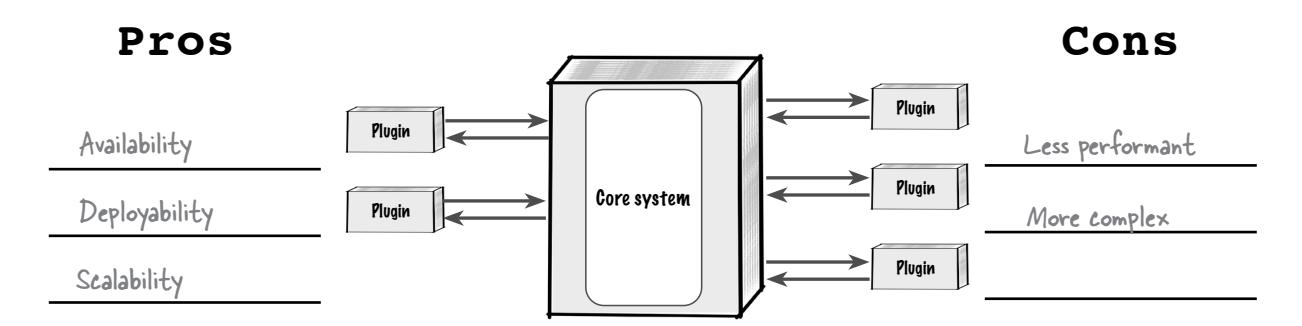 Pros
Cons
Availability
Deployability
Scalability
Plugin
Plugin
Core system
Plugin
Plugin
Plugin
Less performant
More complex